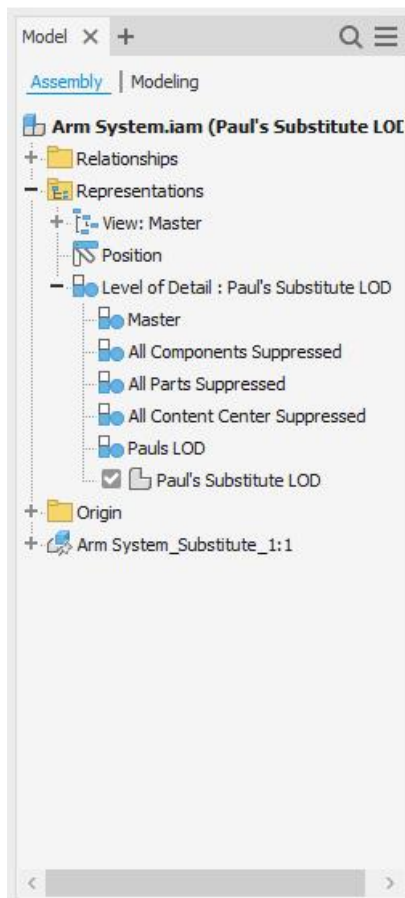 Model
Assembly | Modeling
Arm System.iam (Paul's Substitute LOD
Relationships
Representations
View: Master
Position
Level of Detail : Paul's Substitute LOD
Master
All Components Suppressed
All Parts Suppressed
All Content Center Suppressed
Pauls LOD
Paul's Substitute LOD
Origin
Arm System_Substitute_1:1